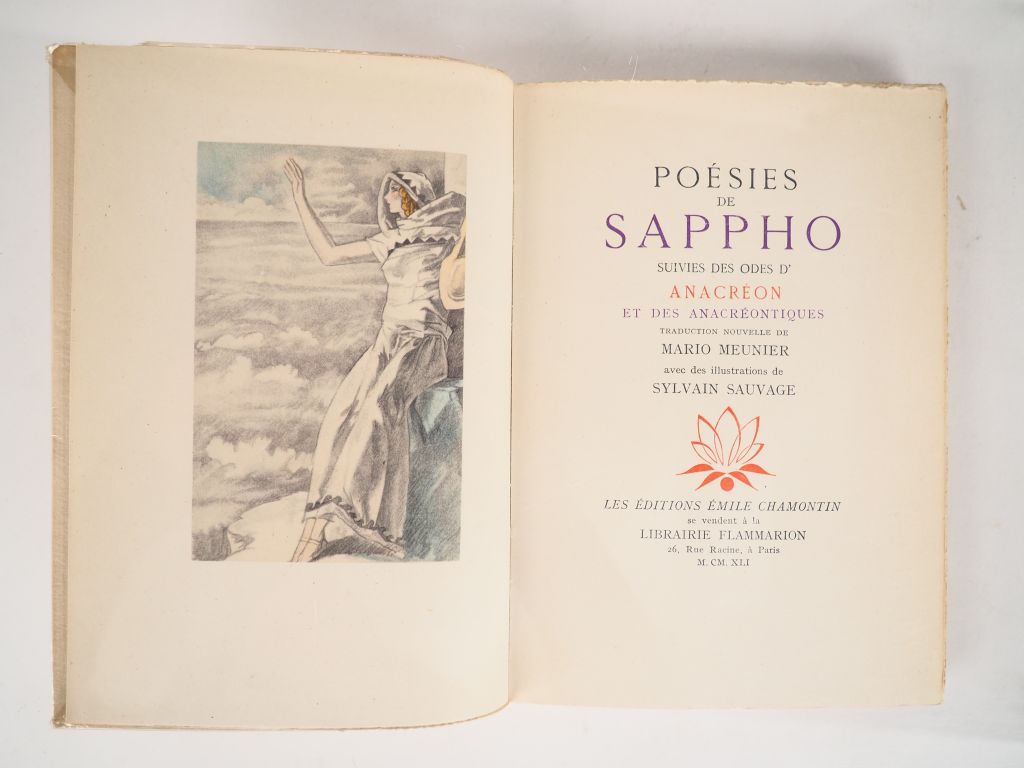 POÉSIES
DE
SAPPHO
SUIVIES DES ODES D'
ANACRÉON
ET DES ANACRÉONTIQUES
TRADUCTION NOUVELLE DE
MARIO MEUNIER
avec des illustrations de
SYLVAIN SAUVAGE
LES ÉDITIONS ÉMILE CHAMONTIN
se vendent à la
LIBRAIRIE FLAMMARION
26, Rue Racine, à Paris
M. CM. XLI